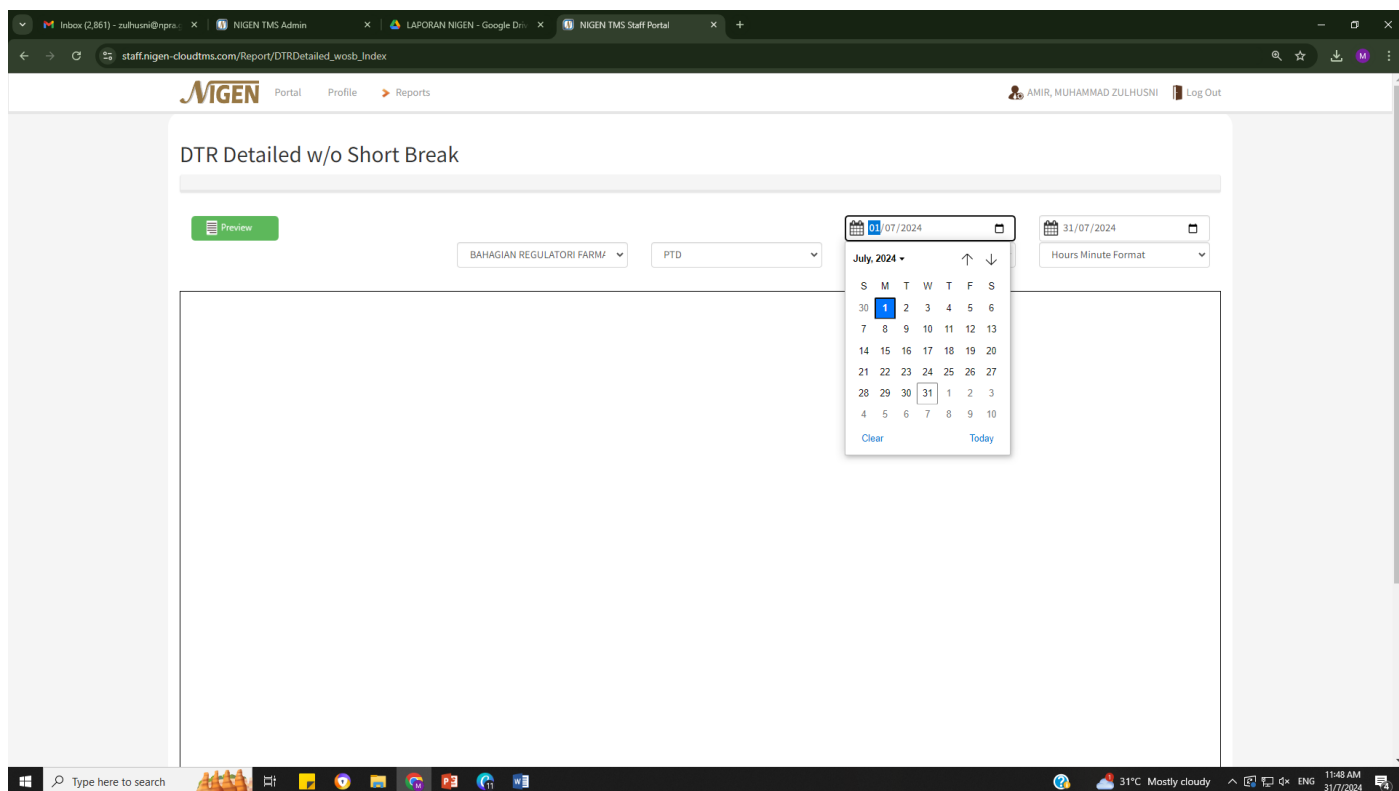 Inbox (2,861) - zulhusni@npra.g
NIGEN TMS Admin
LAPORAN NIGEN - Google Driv
NIGEN TMS Staff Portal
staff.nigen-cloudtms.com/Report/DTRDetailed_wosb_Index
M
NIGEN Portal Profile Reports AMIR, MUHAMMAD ZULHUSNI Log Out
DTR Detailed w/o Short Break
Preview 01/07/2024 31/07/2024
BAHAGIAN REGULATORI FARMA PTD Hours Minute Format
July, 2024
S M T W T F S
30 1 2 3 4 5 6
7 8 9 10 11 12 13
14 15 16 17 18 19 20
21 22 23 24 25 26 27
28 29 30 31 1 2 3
4 5 6 7 8 9 10
Clear Today
Type here to search 31°C Mostly cloudy ENG 11:48 AM
31/7/2024